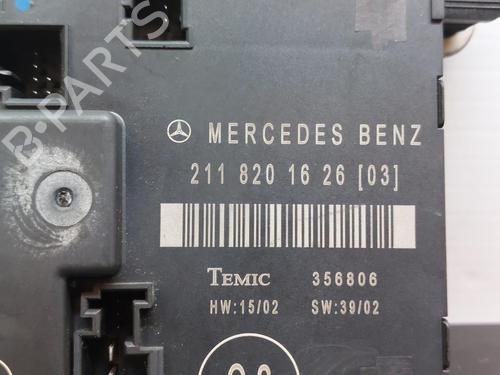 B-PARTS
MERCEDES BENZ
211 820 16 26 [03]
TEMIC 356806
HW:15/02 SW:39/02